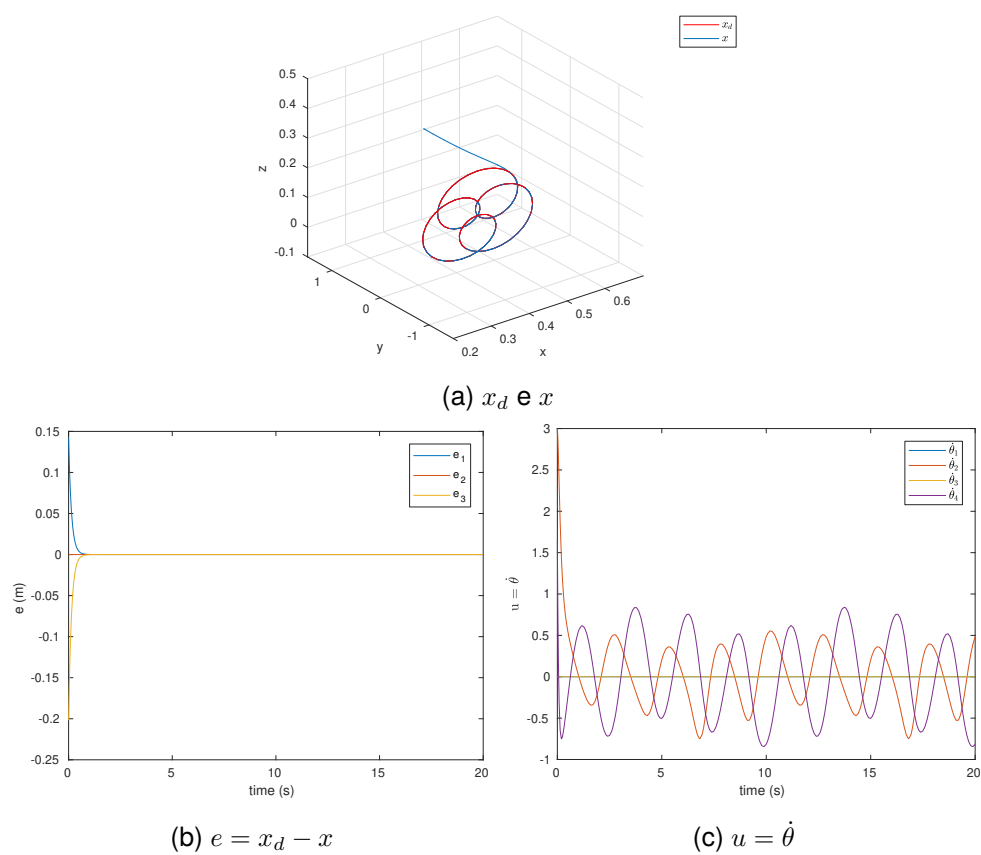 x_d
x
0.5
0.4
0.3
0.2
0.1
0
-0.1
z
1
0
-1
y
0.2
0.3
0.4
0.5
0.6
x
(a) x_d e x
0.15
0.1
0.05
0
-0.05
-0.1
-0.15
-0.2
-0.25
e (m)
e_1
e_2
e_3
0 5 10 15 20
time (s)
(b) e = x_d − x
3
2.5
2
1.5
1
0.5
0
-0.5
-1
u = θ̇
θ̇_1
θ̇_2
θ̇_3
θ̇_4
0 5 10 15 20
time (s)
(c) u = θ̇